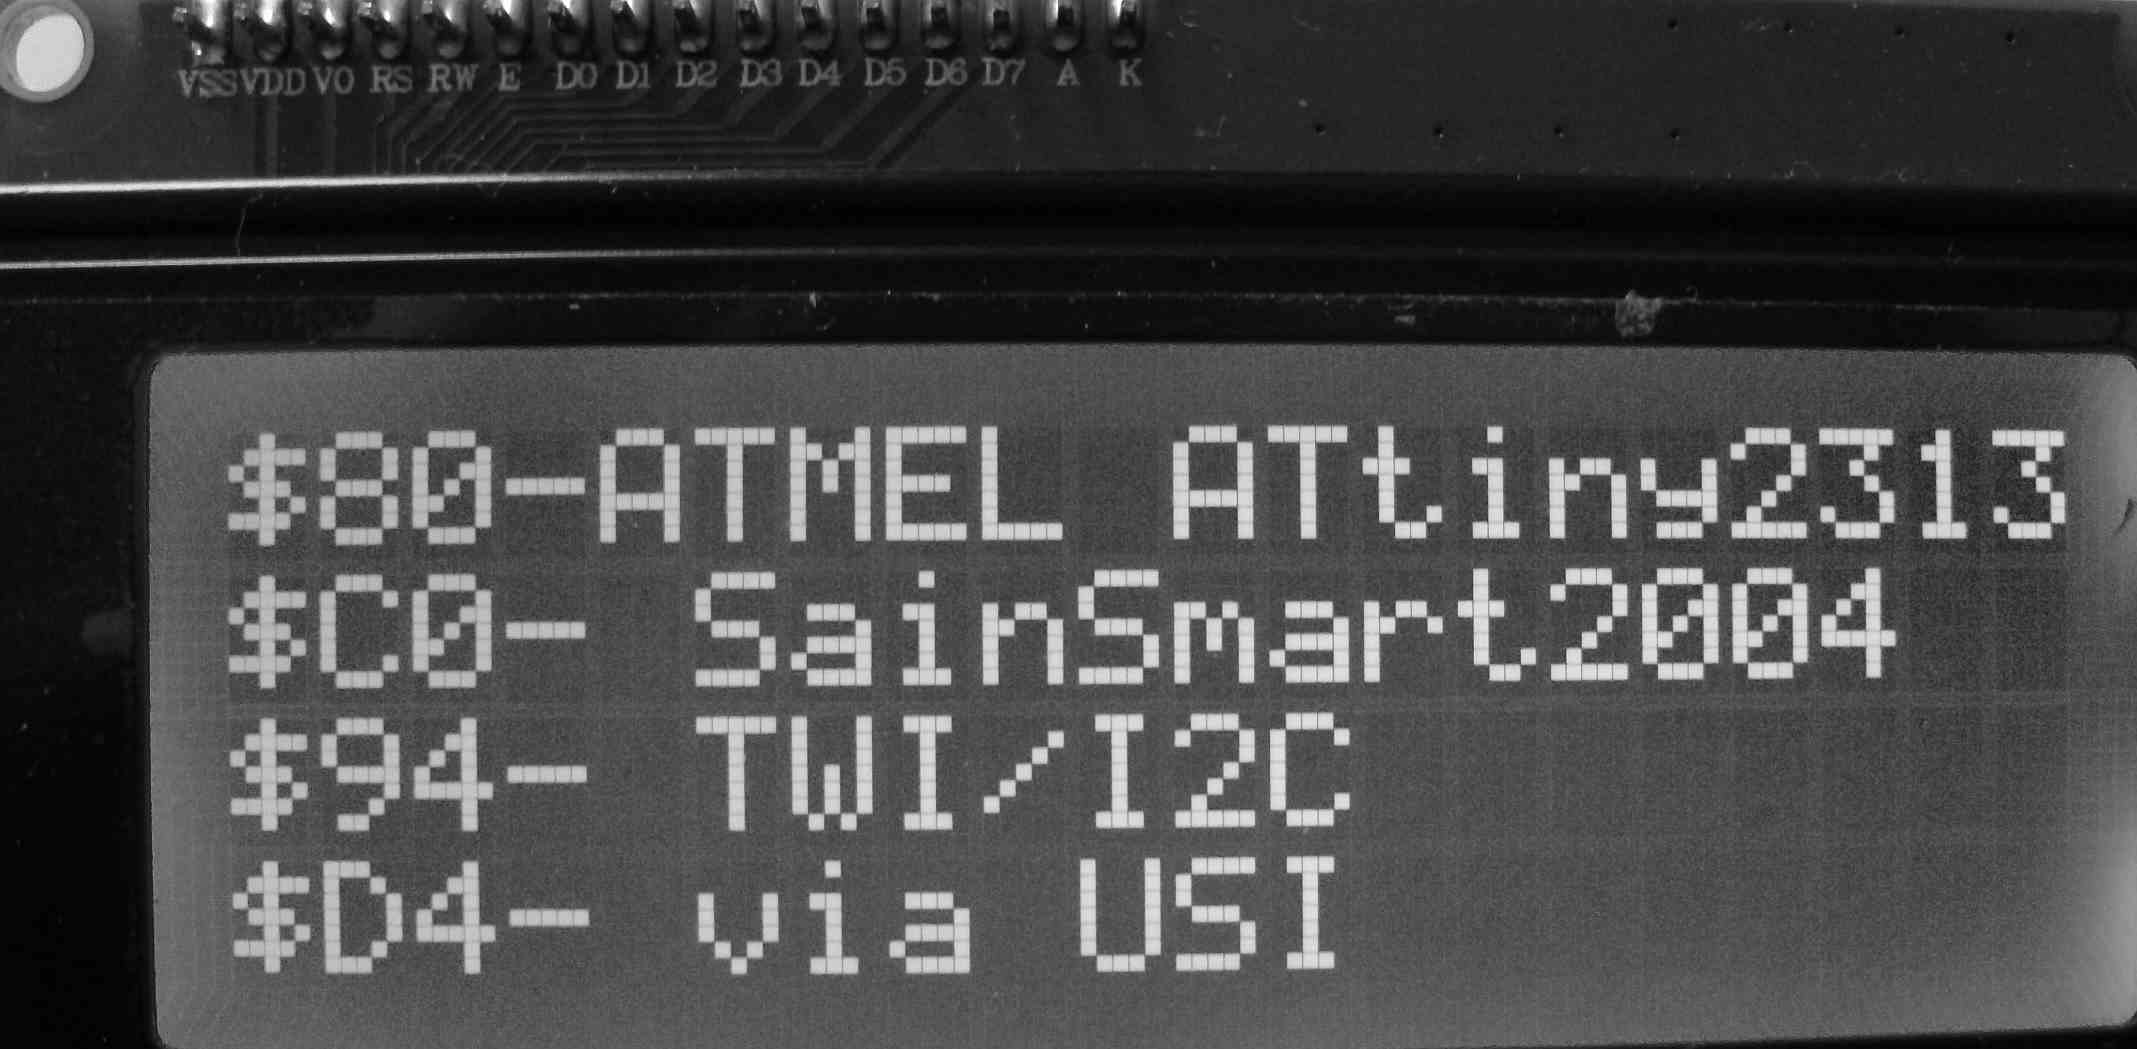 VSS VDD VO RS RW E D0 D1 D2 D3 D4 D5 D6 D7 A K
$80-ATMEL ATtiny2313
$C0- SainSmart2004
$94- TWI/I2C
$D4- via USI